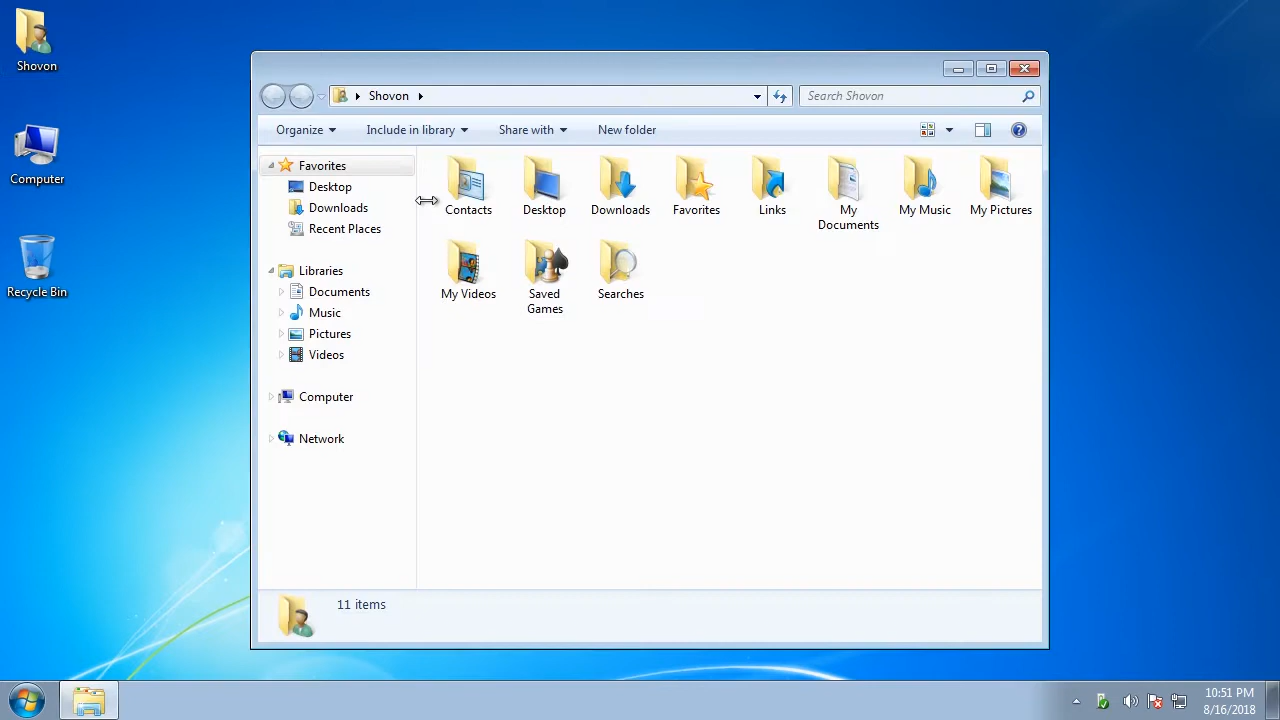 Shovon
Computer
Recycle Bin
Shovon
Search Shovon
Organize
Include in library
Share with
New folder
Favorites
Desktop
Downloads
Recent Places
Libraries
Documents
Music
Pictures
Videos
Computer
Network
Contacts
Desktop
Downloads
Favorites
Links
My
Documents
My Music
My Pictures
My Videos
Saved
Games
Searches
11 items
10:51 PM
8/16/2018